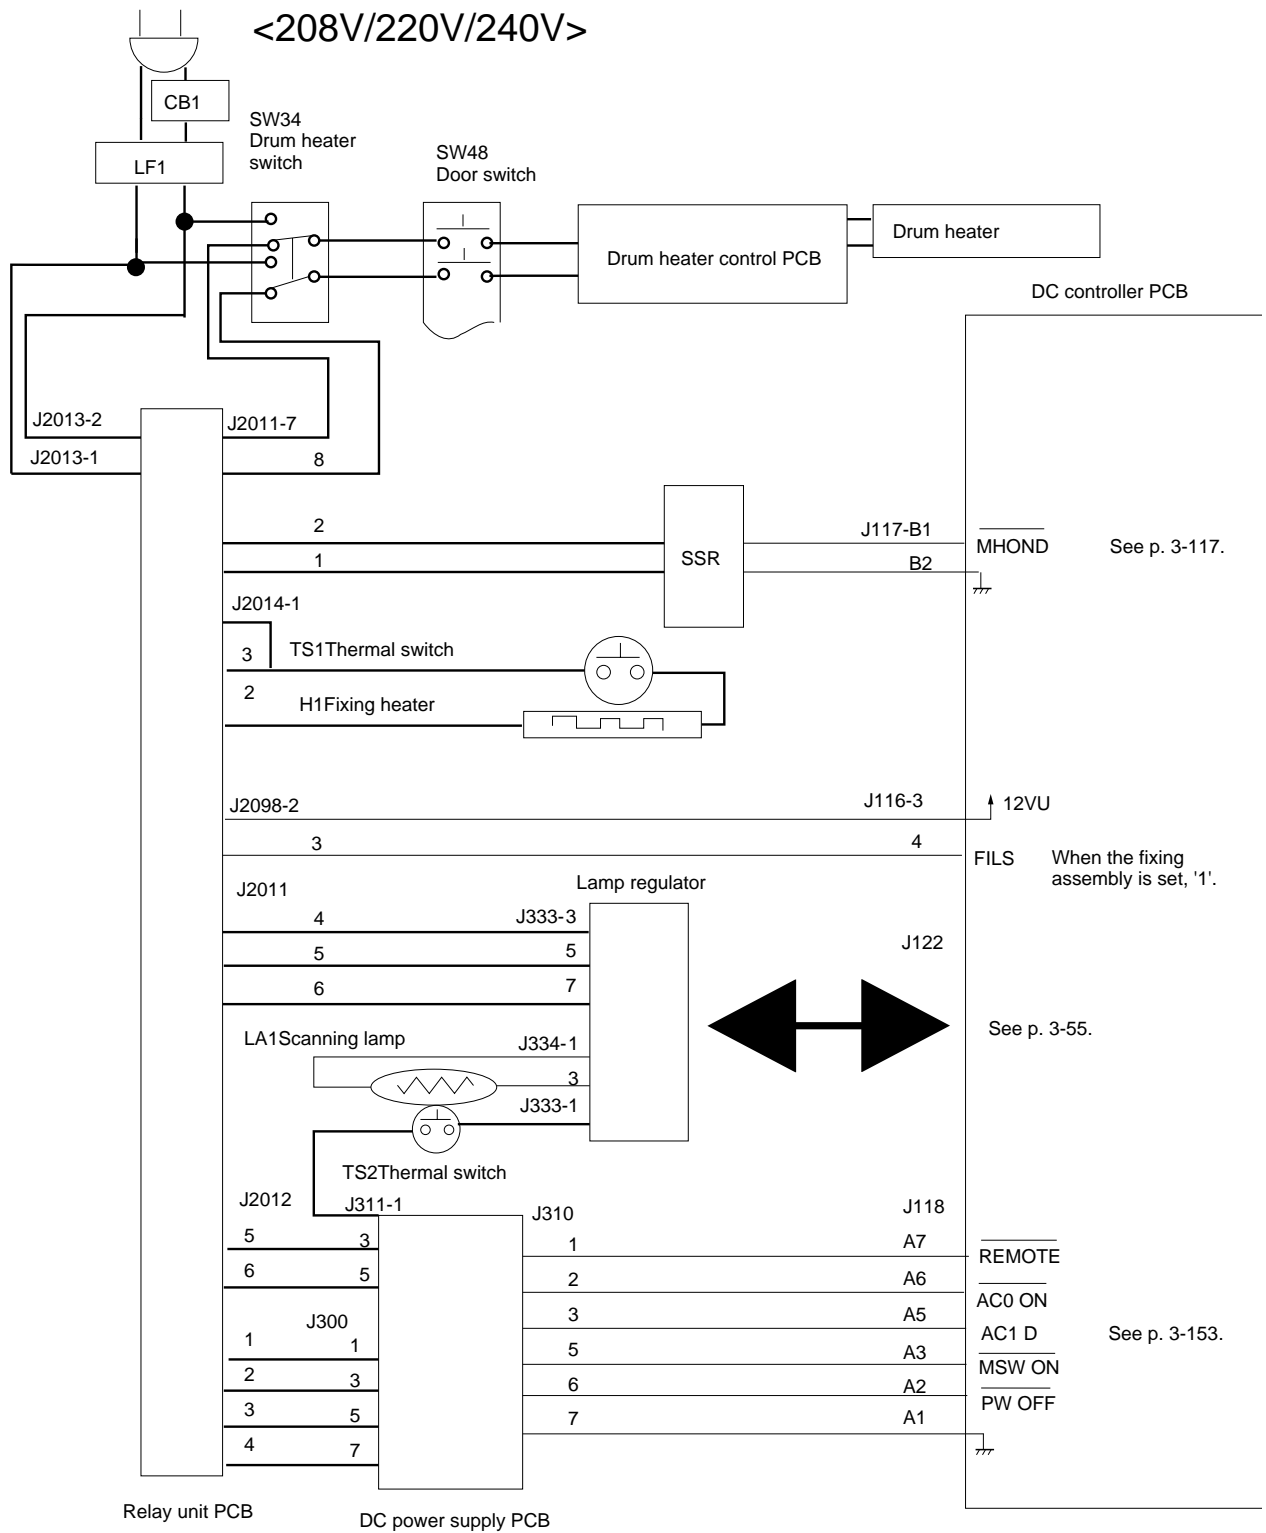 <208V/220V/240V>
CB1
LF1
SW34
Drum heater
switch
SW48
Door switch
Drum heater control PCB
Drum heater
DC controller PCB
J2013-2
J2011-7
J2013-1
8
2
1
SSR
J117-B1
B2
MHOND
See p. 3-117.
J2014-1
3
TS1Thermal switch
2
H1Fixing heater
J2098-2
J116-3
12VU
3
4
FILS
When the fixing
assembly is set, '1'.
J2011
Lamp regulator
4
J333-3
5
5
6
7
J122
See p. 3-55.
LA1Scanning lamp
J334-1
3
J333-1
TS2Thermal switch
J2012
J311-1
J310
J118
5
3
1
A7
REMOTE
6
5
2
A6
AC0 ON
J300
3
A5
AC1 D
See p. 3-153.
1
1
5
A3
MSW ON
2
3
6
A2
PW OFF
3
5
7
A1
4
7
Relay unit PCB
DC power supply PCB